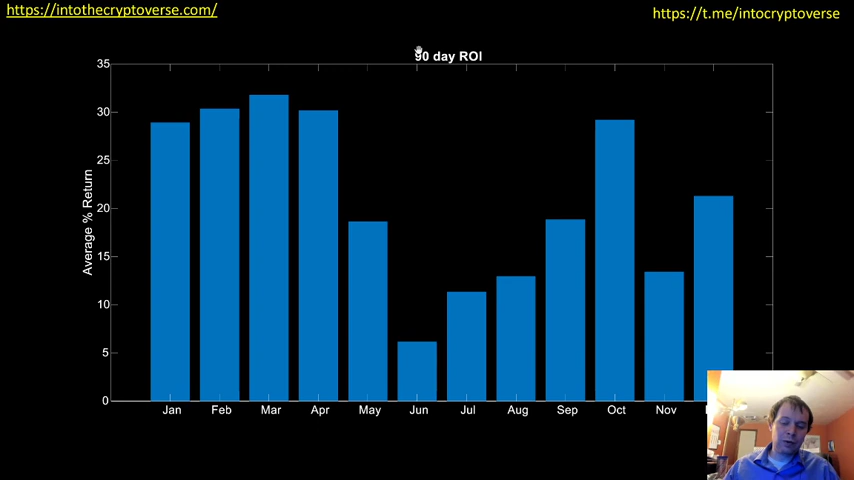 https://intothecryptoverse.com/
https://t.me/intocryptoverse
90 day ROI
Average % Return
35
30
25
20
15
10
5
0
Jan Feb Mar Apr May Jun Jul Aug Sep Oct Nov